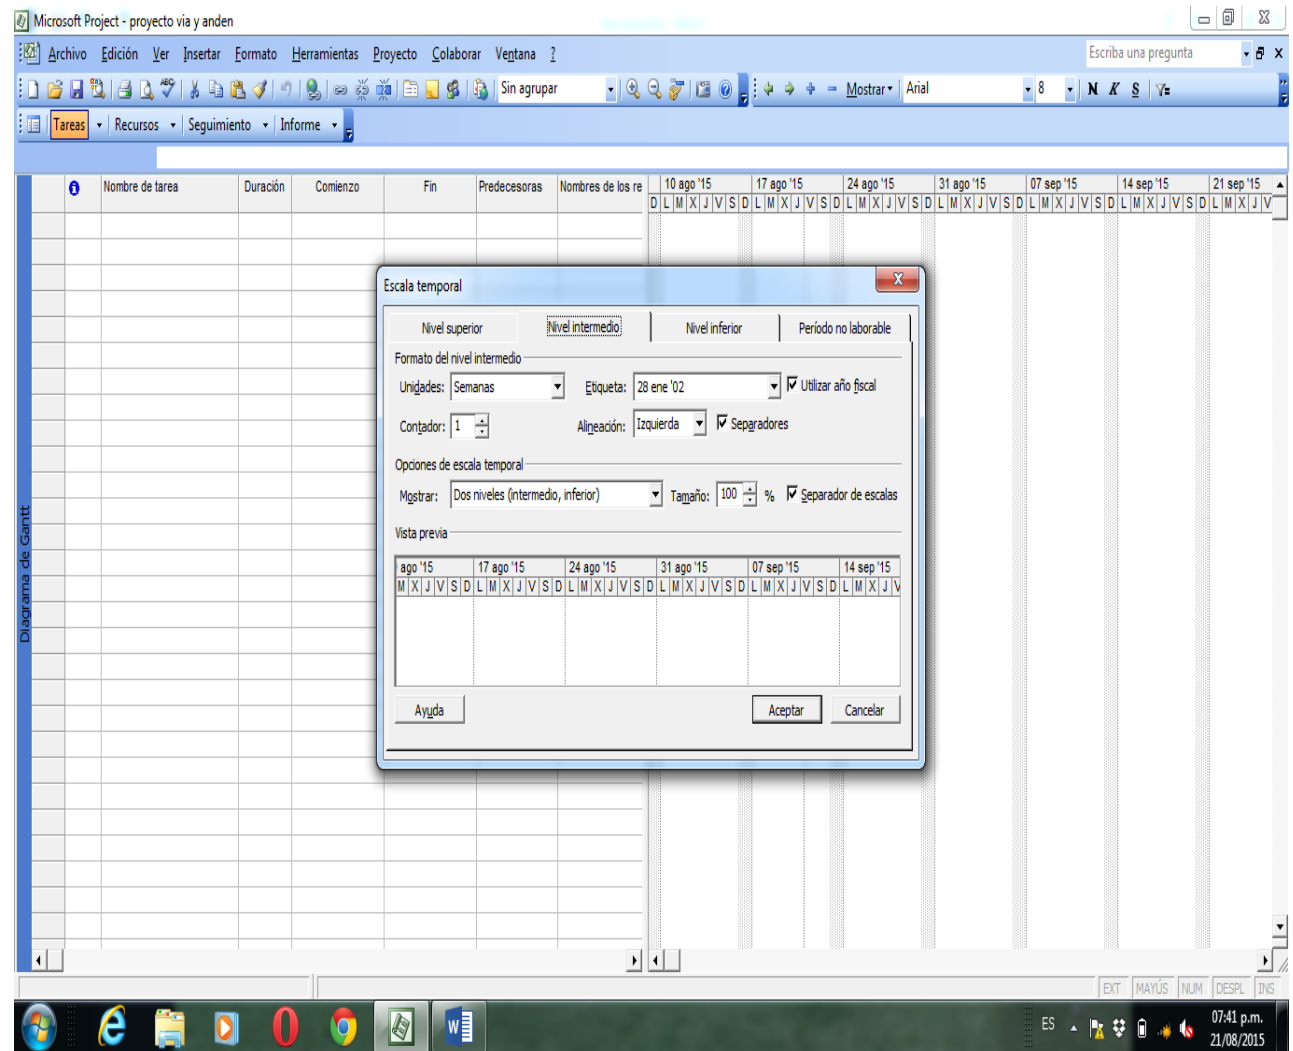 Microsoft Project - proyecto via y anden
Archivo Edición Ver Insertar Formato Herramientas Proyecto Colaborar Ventana ? Escriba una pregunta
Sin agrupar Mostrar Arial 8 N K S
Tareas Recursos Seguimiento Informe
Nombre de tarea Duración Comienzo Fin Predecesoras Nombres de los re
10 ago '15 17 ago '15 24 ago '15 31 ago '15 07 sep '15 14 sep '15 21 sep '15
D L M X J V S D L M X J V S D L M X J V S D L M X J V S D L M X J V S D L M X J V S D L M X J V
Escala temporal
Nivel superior Nivel intermedio Nivel inferior Período no laborable
Formato del nivel intermedio
Unidades: Semanas Etiqueta: 28 ene '02 Utilizar año fiscal
Contador: 1 Alineación: Izquierda Separadores
Opciones de escala temporal
Mostrar: Dos niveles (intermedio, inferior) Tamaño: 100 % Separador de escalas
Vista previa
ago '15 17 ago '15 24 ago '15 31 ago '15 07 sep '15 14 sep '15
M X J V S D L M X J V S D L M X J V S D L M X J V S D L M X J V S D L M X J V
Ayuda Aceptar Cancelar
Diagrama de Gantt
EXT MAYÚS NUM DESPL INS
ES 07:41 p.m.
21/08/2015